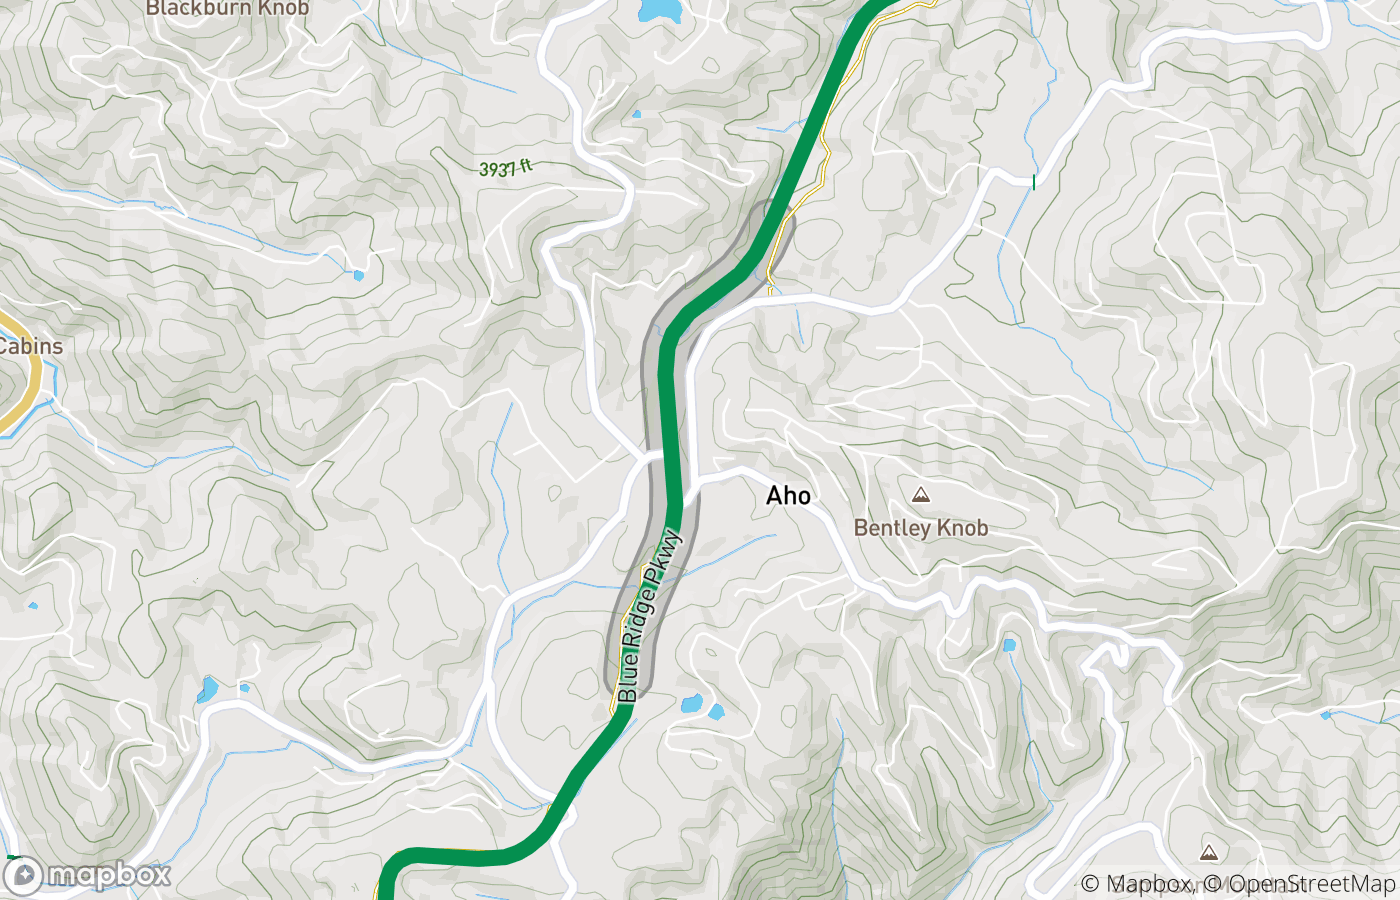 Blackburn Knob
3937 ft
Cabins
Aho
Bentley Knob
Blue Ridge Pkwy
mapbox
© Mapbox, © OpenStreetMap